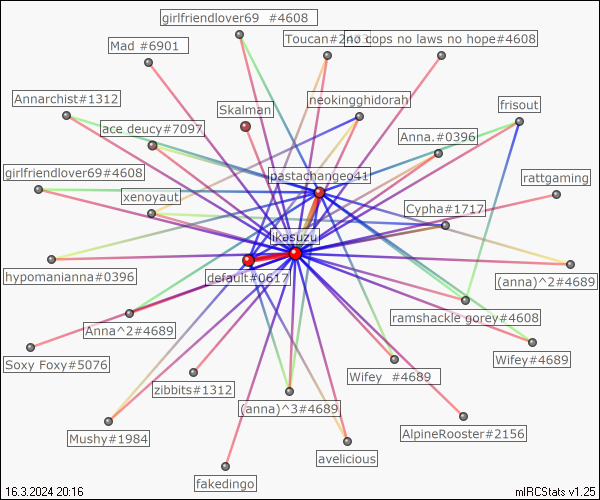 girlfriendlover69 #4608
Mad #6901
no cops no laws no hope#4608
Annarchist#1312
neokingghidorah
frisout
Skalman
ace deucy#7097
Anna.#0396
girlfriendlover69#4608
pastachangeo41
rattgaming
xenoyaut
Cypha#1717
ikasuzu
hypomanianna#0396
default#0617
(anna)^2#4689
ramshackle gorey#4608
Anna^2#4689
Wifey#4689
Soxy Foxy#5076
Wifey #4689
zibbits#1312
(anna)^3#4689
Mushy#1984
AlpineRooster#2156
avelicious
fakedingo
16.3.2024 20:16
mIRCStats v1.25